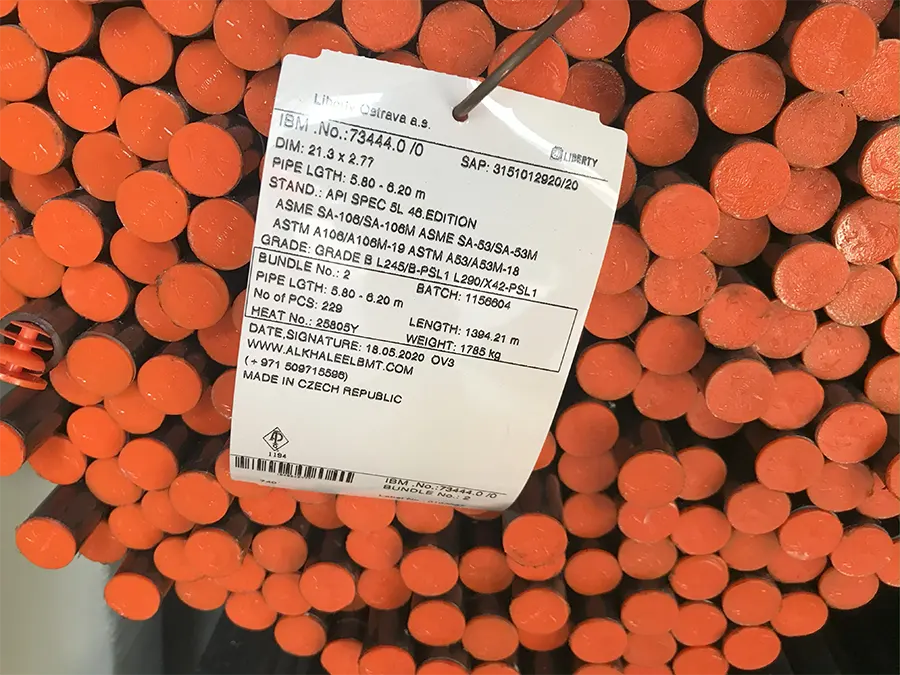 Liberty Ostrava a.s.
IBM .No.:73444.0 /0
SAP: 3151012920/20
LIBERTY
DIM: 21.3 x 2.77
PIPE LGTH: 5.80 - 6.20 m
STAND.: API SPEC 5L 46.EDITION
ASME SA-106/SA-106M ASME SA-53/SA-53M
ASTM A106/A106M-19 ASTM A53/A53M-18
GRADE: GRADE B L245/B-PSL1 L290/X42-PSL1
BUNDLE No.: 2
BATCH: 1156604
PIPE LGTH: 5.80 - 6.20 m
No of PCS: 229
LENGTH: 1394.21 m
HEAT No.: 25805Y
WEIGHT: 1765 kg
DATE,SIGNATURE: 18.05.2020 OV3
WWW.ALKHALEELBMT.COM
( + 971 509715596)
MADE IN CZECH REPUBLIC
1194
IBM .No.:73444.0 /0
BUNDLE No.: 2